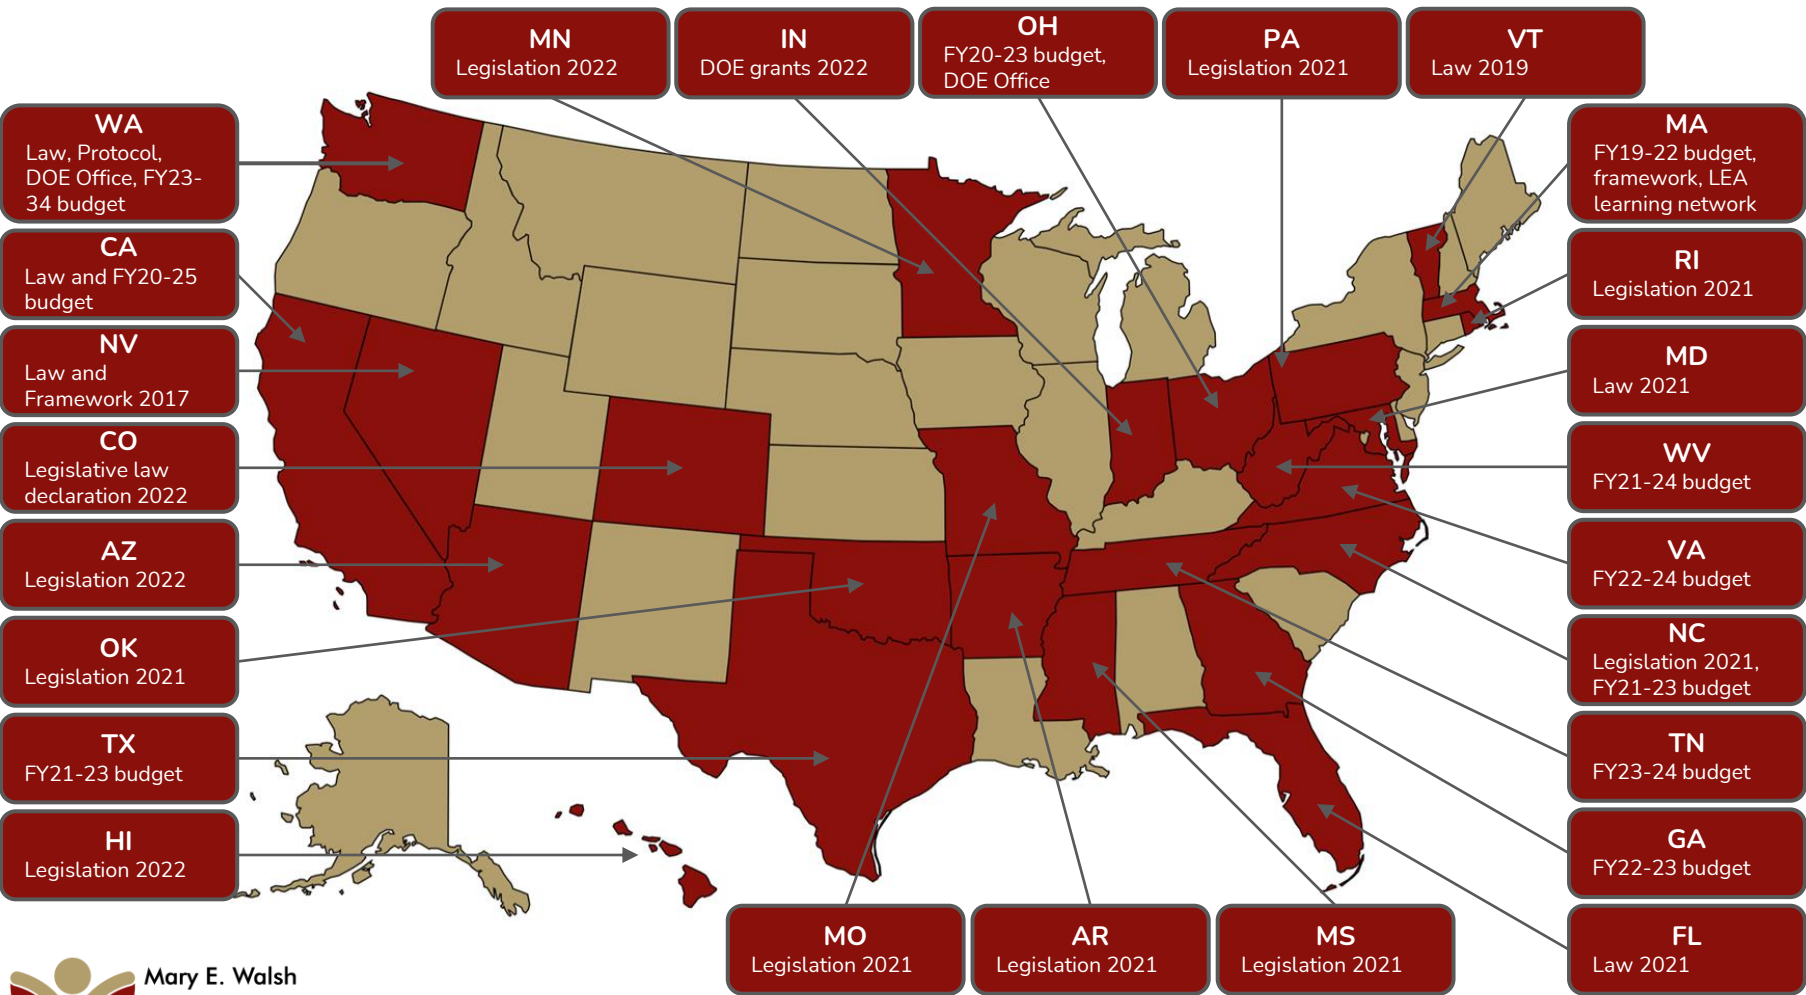 MN
Legislation 2022
IN
DOE grants 2022
OH
FY20-23 budget,
DOE Office
PA
Legislation 2021
VT
Law 2019
WA
Law, Protocol,
DOE Office, FY23-
34 budget
CA
Law and FY20-25
budget
NV
Law and
Framework 2017
CO
Legislative law
declaration 2022
AZ
Legislation 2022
OK
Legislation 2021
TX
FY21-23 budget
HI
Legislation 2022
MA
FY19-22 budget,
framework, LEA
learning network
RI
Legislation 2021
MD
Law 2021
WV
FY21-24 budget
VA
FY22-24 budget
NC
Legislation 2021,
FY21-23 budget
TN
FY23-24 budget
GA
FY22-23 budget
FL
Law 2021
MO
Legislation 2021
AR
Legislation 2021
MS
Legislation 2021
Mary E. Walsh